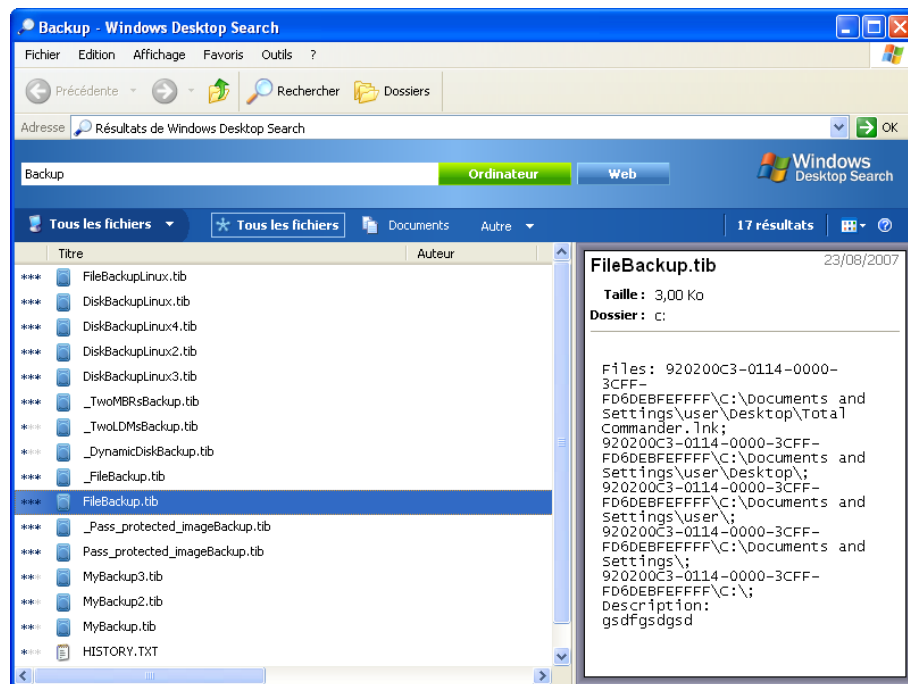 Backup - Windows Desktop Search
Fichier Edition Affichage Favoris Outils ?
Précédente Rechercher Dossiers
Adresse Résultats de Windows Desktop Search OK
Backup Ordinateur Web Windows Desktop Search
Tous les fichiers Tous les fichiers Documents Autre 17 résultats
Titre Auteur
FileBackupLinux.tib
DiskBackupLinux.tib
DiskBackupLinux4.tib
DiskBackupLinux2.tib
DiskBackupLinux3.tib
_TwoMBRsBackup.tib
_TwoLDMsBackup.tib
_DynamicDiskBackup.tib
_FileBackup.tib
FileBackup.tib
_Pass_protected_imageBackup.tib
Pass_protected_imageBackup.tib
MyBackup3.tib
MyBackup2.tib
MyBackup.tib
HISTORY.TXT
FileBackup.tib 23/08/2007
Taille : 3,00 Ko
Dossier : c:
Files: 920200C3-0114-0000-
3CFF-
FD6DEBFEFFFF\C:\Documents and
Settings\user\Desktop\Total
Commander.lnk;
920200C3-0114-0000-3CFF-
FD6DEBFEFFFF\C:\Documents and
Settings\user\Desktop\;
920200C3-0114-0000-3CFF-
FD6DEBFEFFFF\C:\Documents and
Settings\user\;
920200C3-0114-0000-3CFF-
FD6DEBFEFFFF\C:\Documents and
Settings\;
920200C3-0114-0000-3CFF-
FD6DEBFEFFFF\C:\;
Description:
gsdfgsdgsd